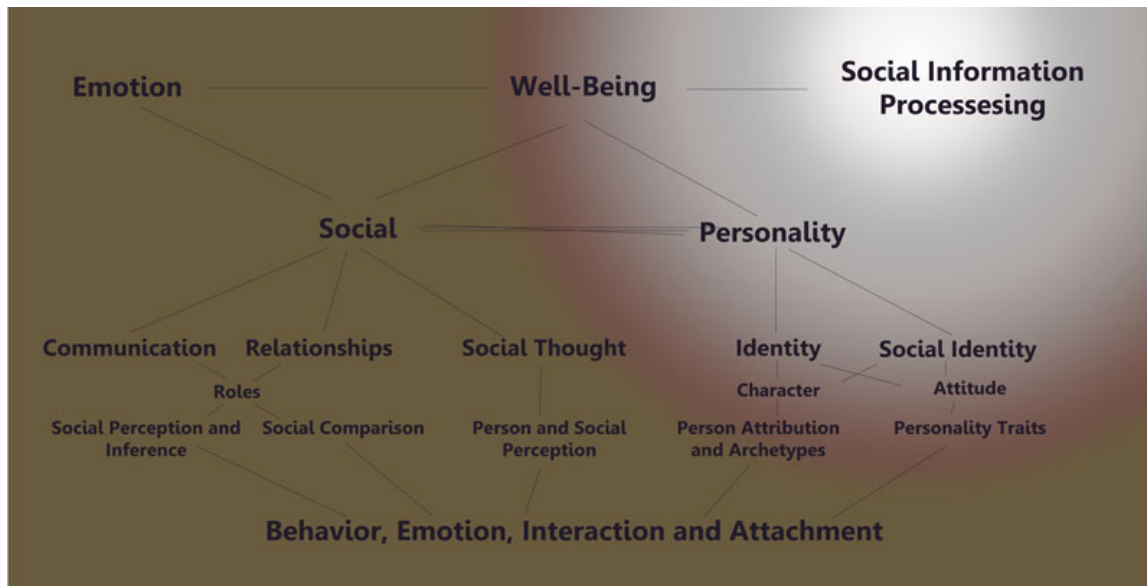 Emotion
Well-Being
Social Information
Processesing
Social
Personality
Communication
Relationships
Social Thought
Identity
Social Identity
Roles
Character
Attitude
Social Perception and
Inference
Social Comparison
Person and Social
Perception
Person Attribution
and Archetypes
Personality Traits
Behavior, Emotion, Interaction and Attachment